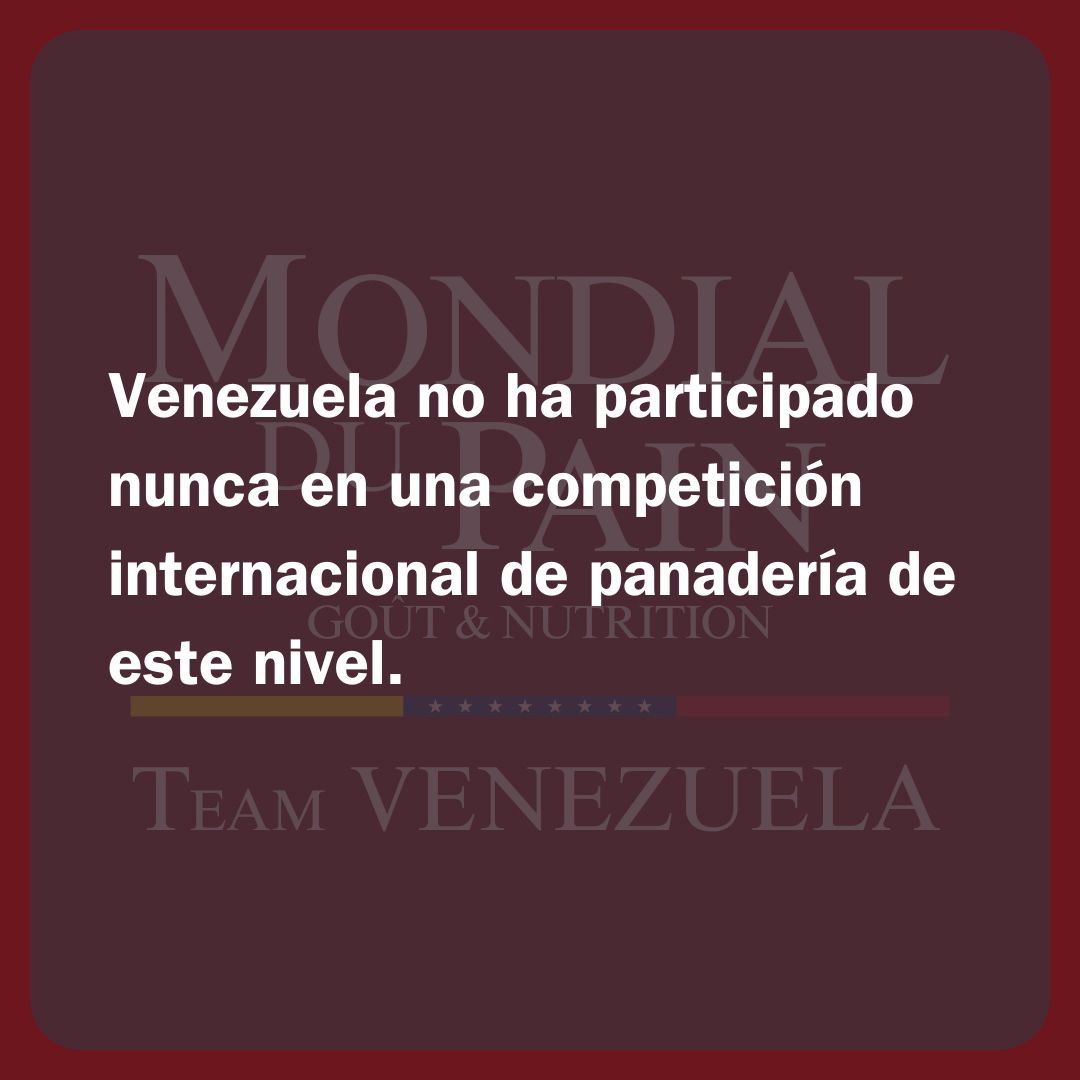 MONDIAL
Venezuela no ha participado
DU PAIN
nunca en una competición
internacional de panadería de
GOÛT & NUTRITION
este nivel.
TEAM VENEZUELA